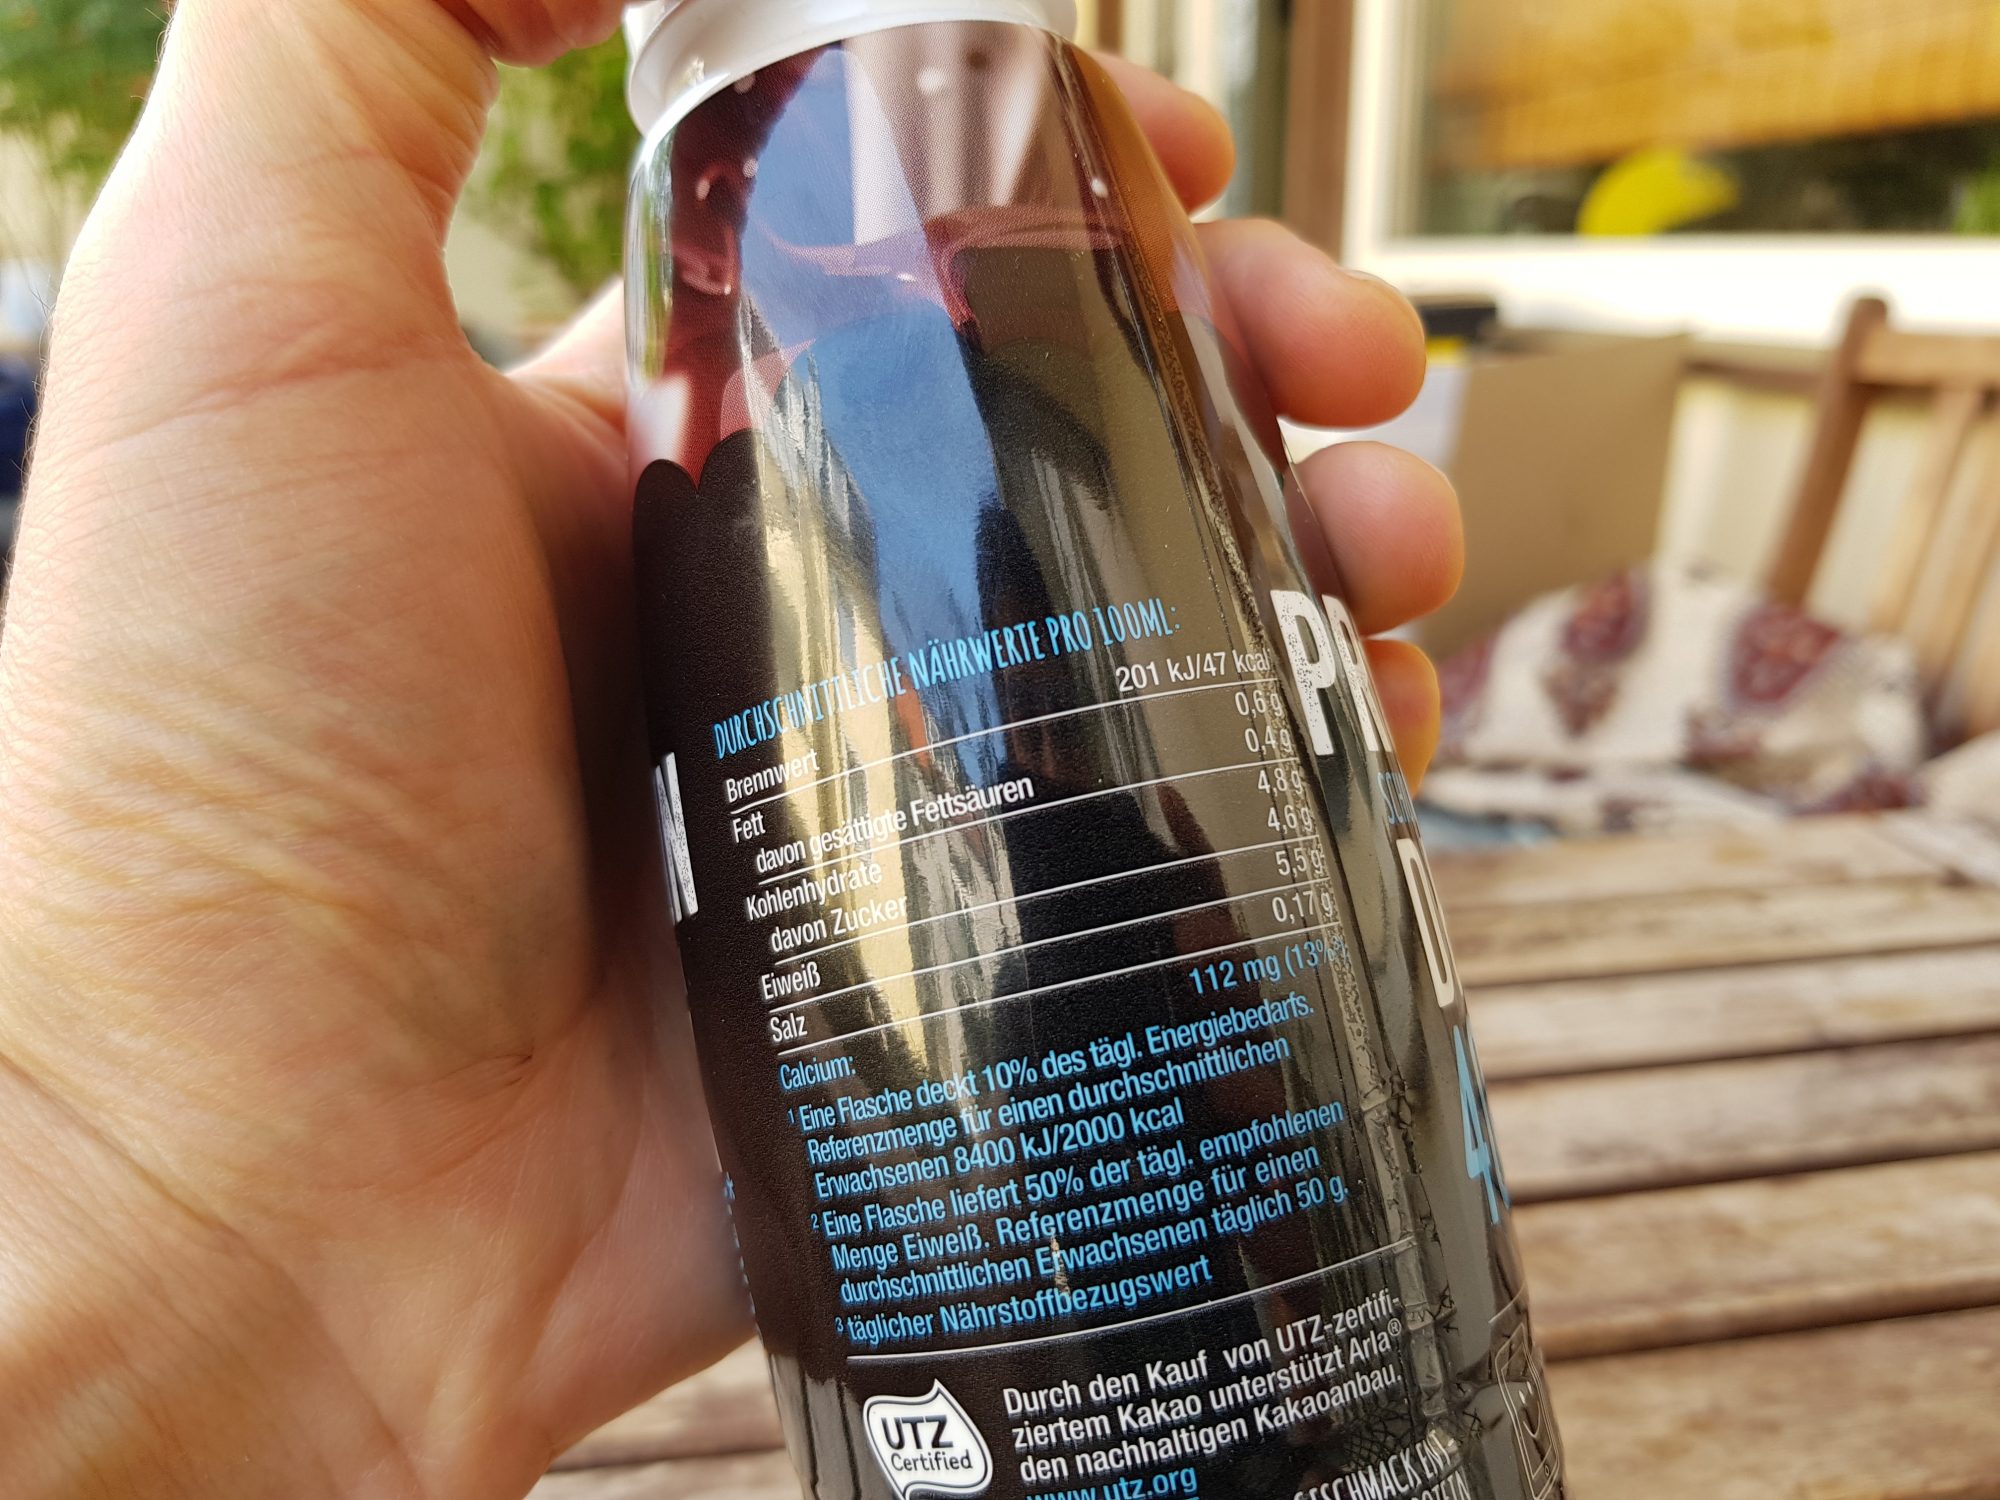 DURCHSCHNITTLICHE NÄHRWERTE PRO 100ML:
Brennwert 201 kJ/47 kcal
Fett 0,6 g
davon gesättigte Fettsäuren 0,4 g
Kohlenhydrate 4,8 g
davon Zucker 4,6 g
Eiweiß 5,5 g
Salz 0,17 g
Calcium: 112 mg (13%³)
¹ Eine Flasche deckt 10% des tägl. Energiebedarfs.
Referenzmenge für einen durchschnittlichen
Erwachsenen 8400 kJ/2000 kcal
² Eine Flasche liefert 50% der tägl. empfohlenen
Menge Eiweiß. Referenzmenge für einen
durchschnittlichen Erwachsenen täglich 50 g.
³ täglicher Nährstoffbezugswert
UTZ
Certified
Durch den Kauf von UTZ-zertifi-
ziertem Kakao unterstützt Arla®
den nachhaltigen Kakaoanbau.
www.utz.org